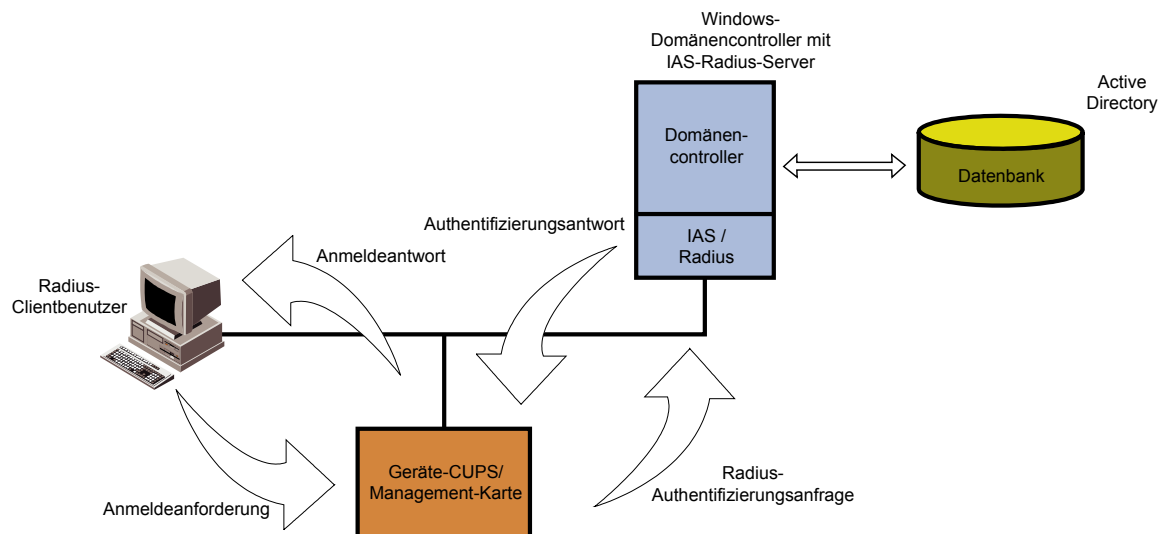 Windows-
Domänencontroller mit
IAS-Radius-Server
Active
Directory
Domänen-
controller
Datenbank
Authentifizierungsantwort
IAS /
Radius
Anmeldeantwort
Radius-
Clientbenutzer
Geräte-CUPS/
Management-Karte
Radius-
Authentifizierungsanfrage
Anmeldeanforderung